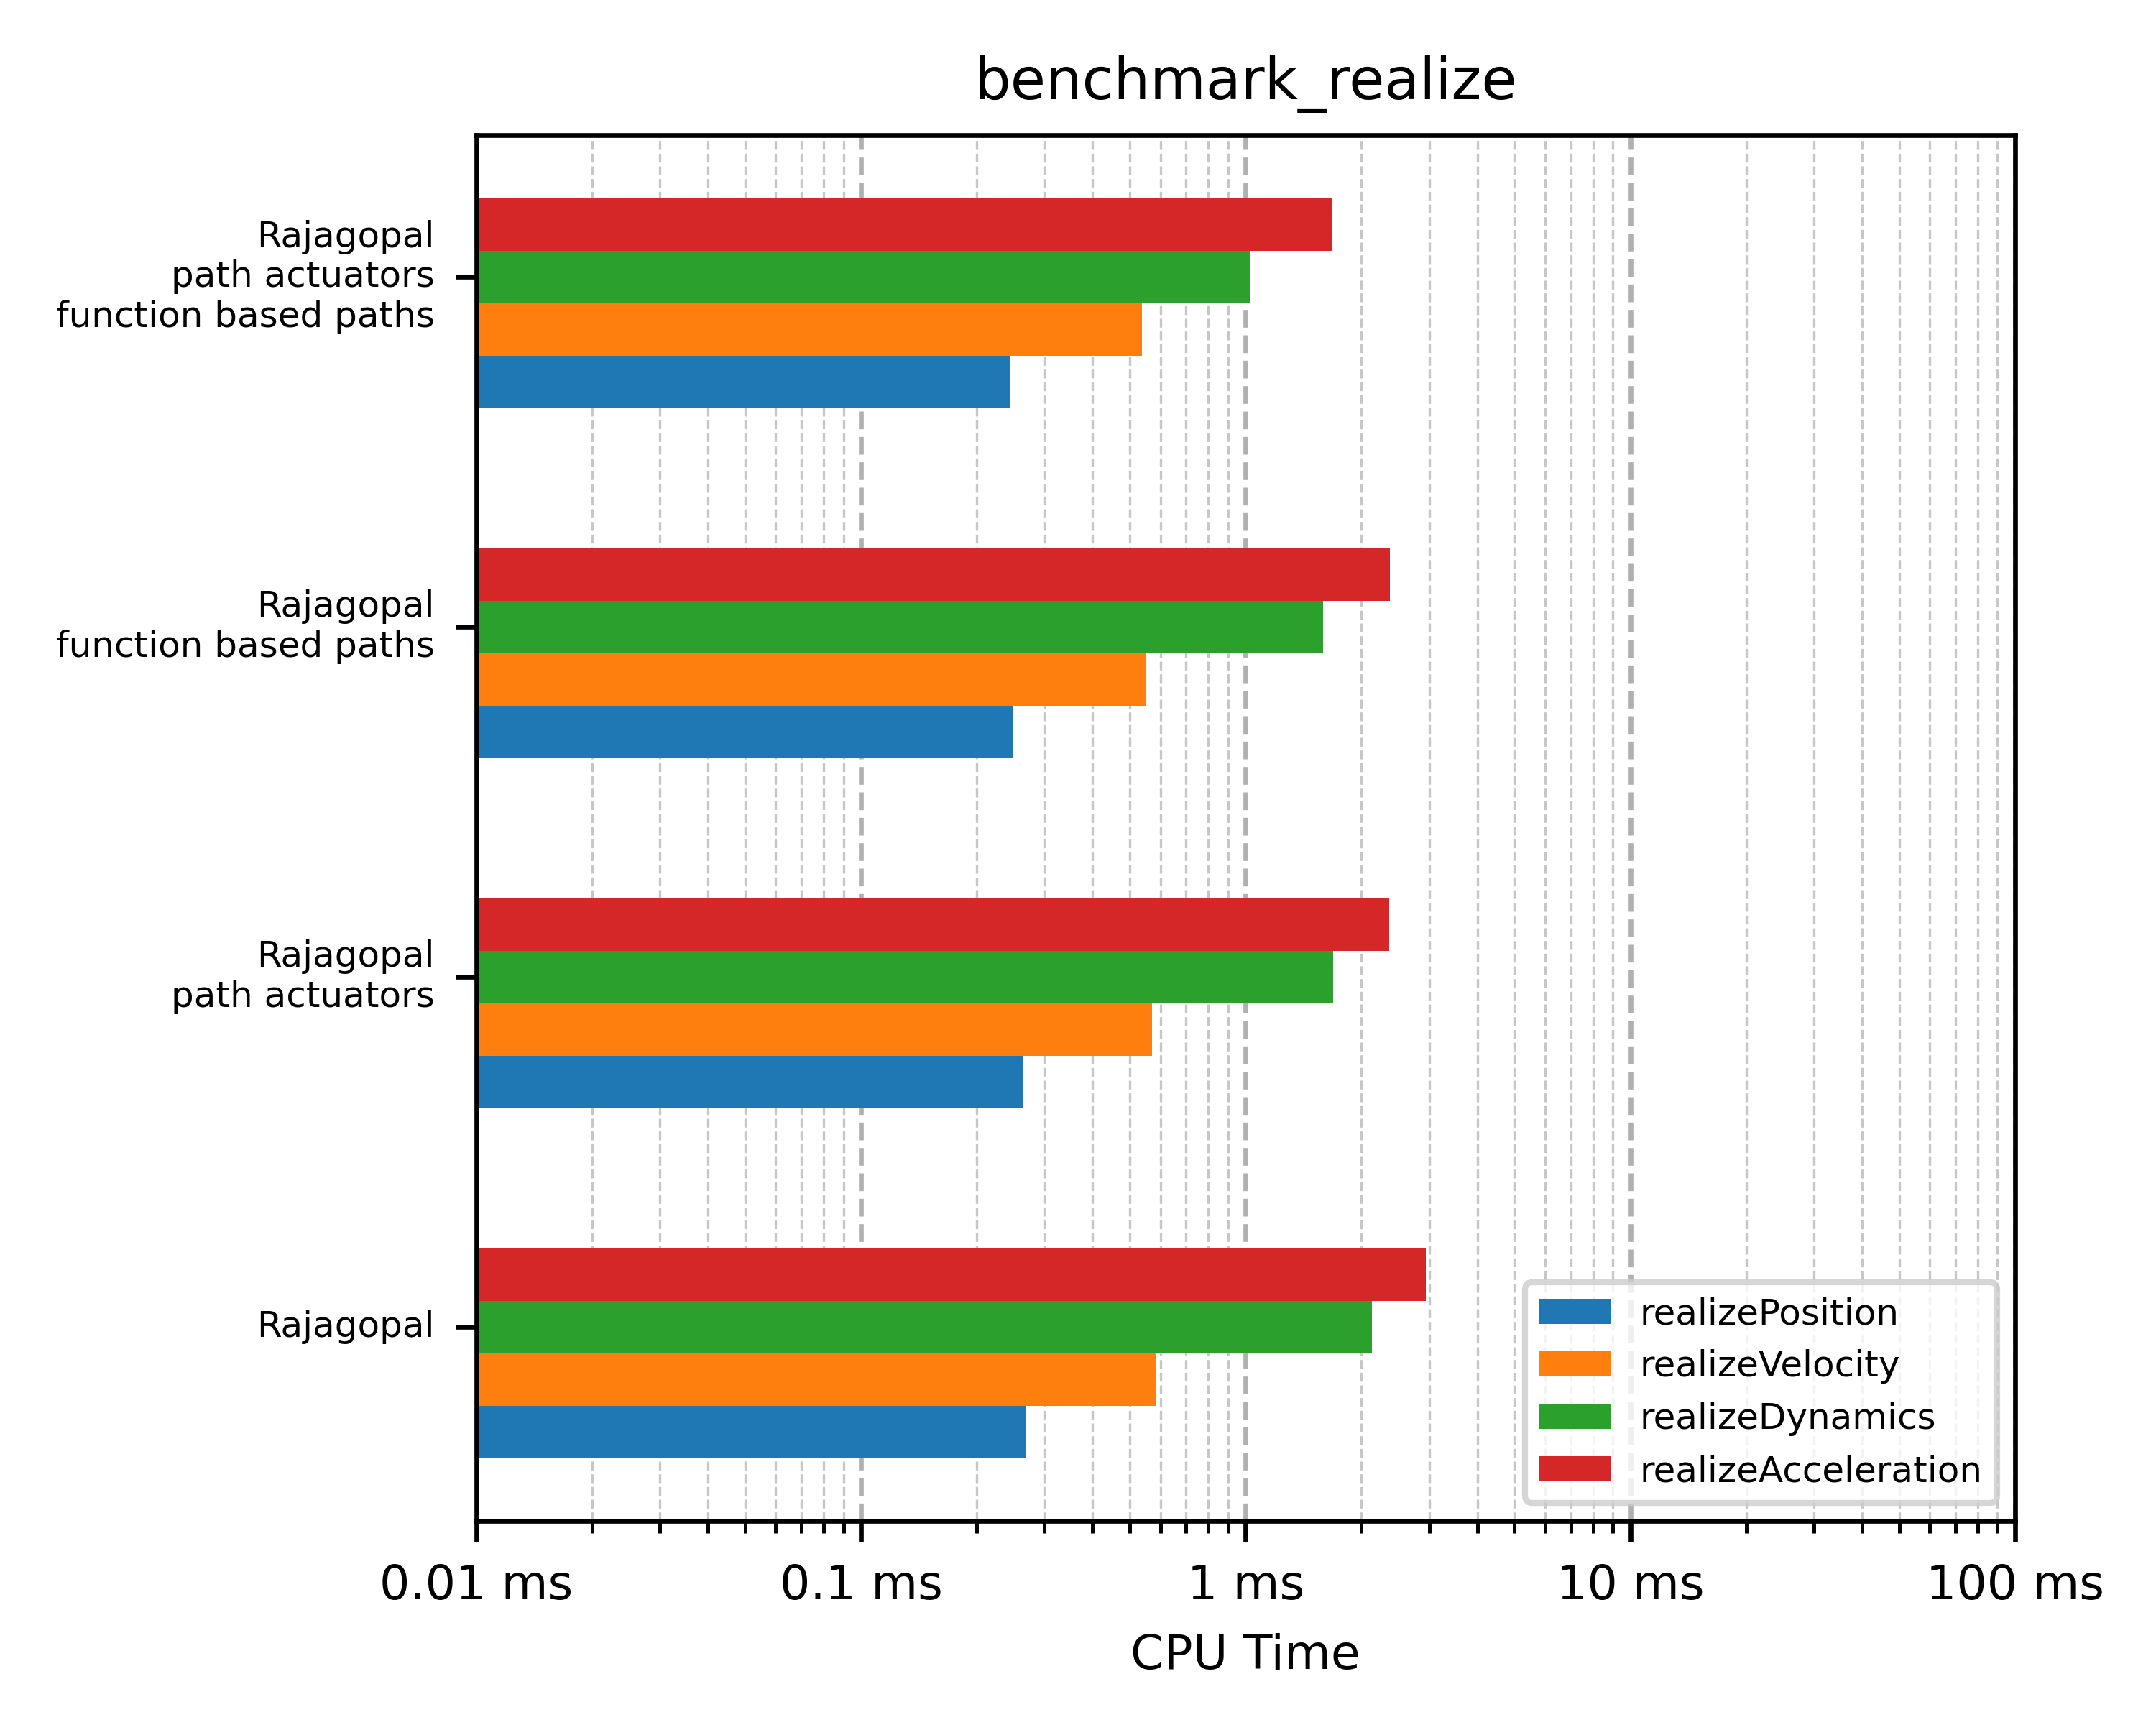 benchmark_realize
Rajagopal
path actuators
function based paths
Rajagopal
function based paths
Rajagopal
path actuators
Rajagopal
realizePosition
realizeVelocity
realizeDynamics
realizeAcceleration
0.01 ms
0.1 ms
1 ms
10 ms
100 ms
CPU Time